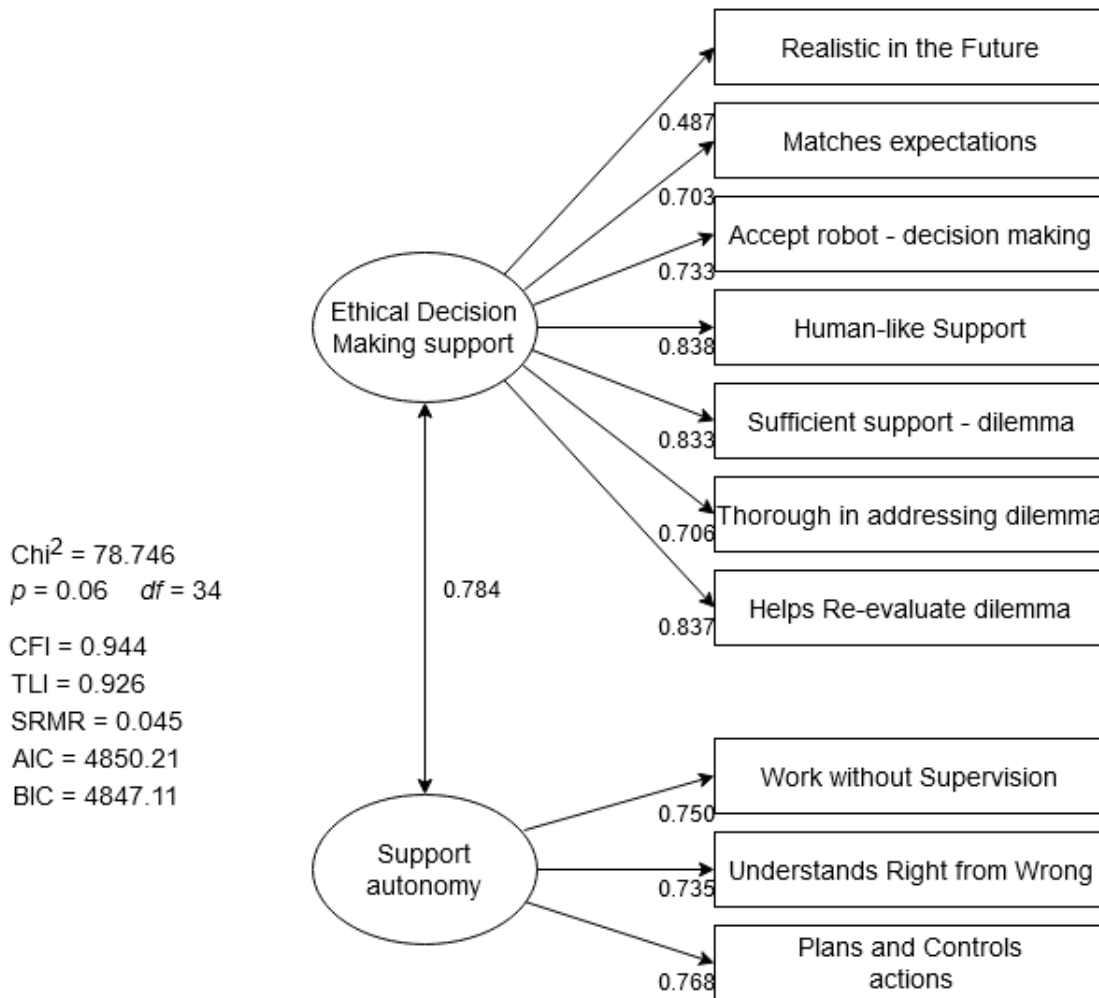 Realistic in the Future
0.487
Matches expectations
0.703
Accept robot - decision making
0.733
Ethical Decision
Making support
Human-like Support
0.838
Sufficient support - dilemma
0.833
Thorough in addressing dilemma
0.706
Helps Re-evaluate dilemma
0.837
Chi² = 78.746
p = 0.06 df = 34
0.784
CFI = 0.944
TLI = 0.926
SRMR = 0.045
AIC = 4850.21
BIC = 4847.11
Work without Supervision
0.750
Support
autonomy
Understands Right from Wrong
0.735
Plans and Controls
actions
0.768